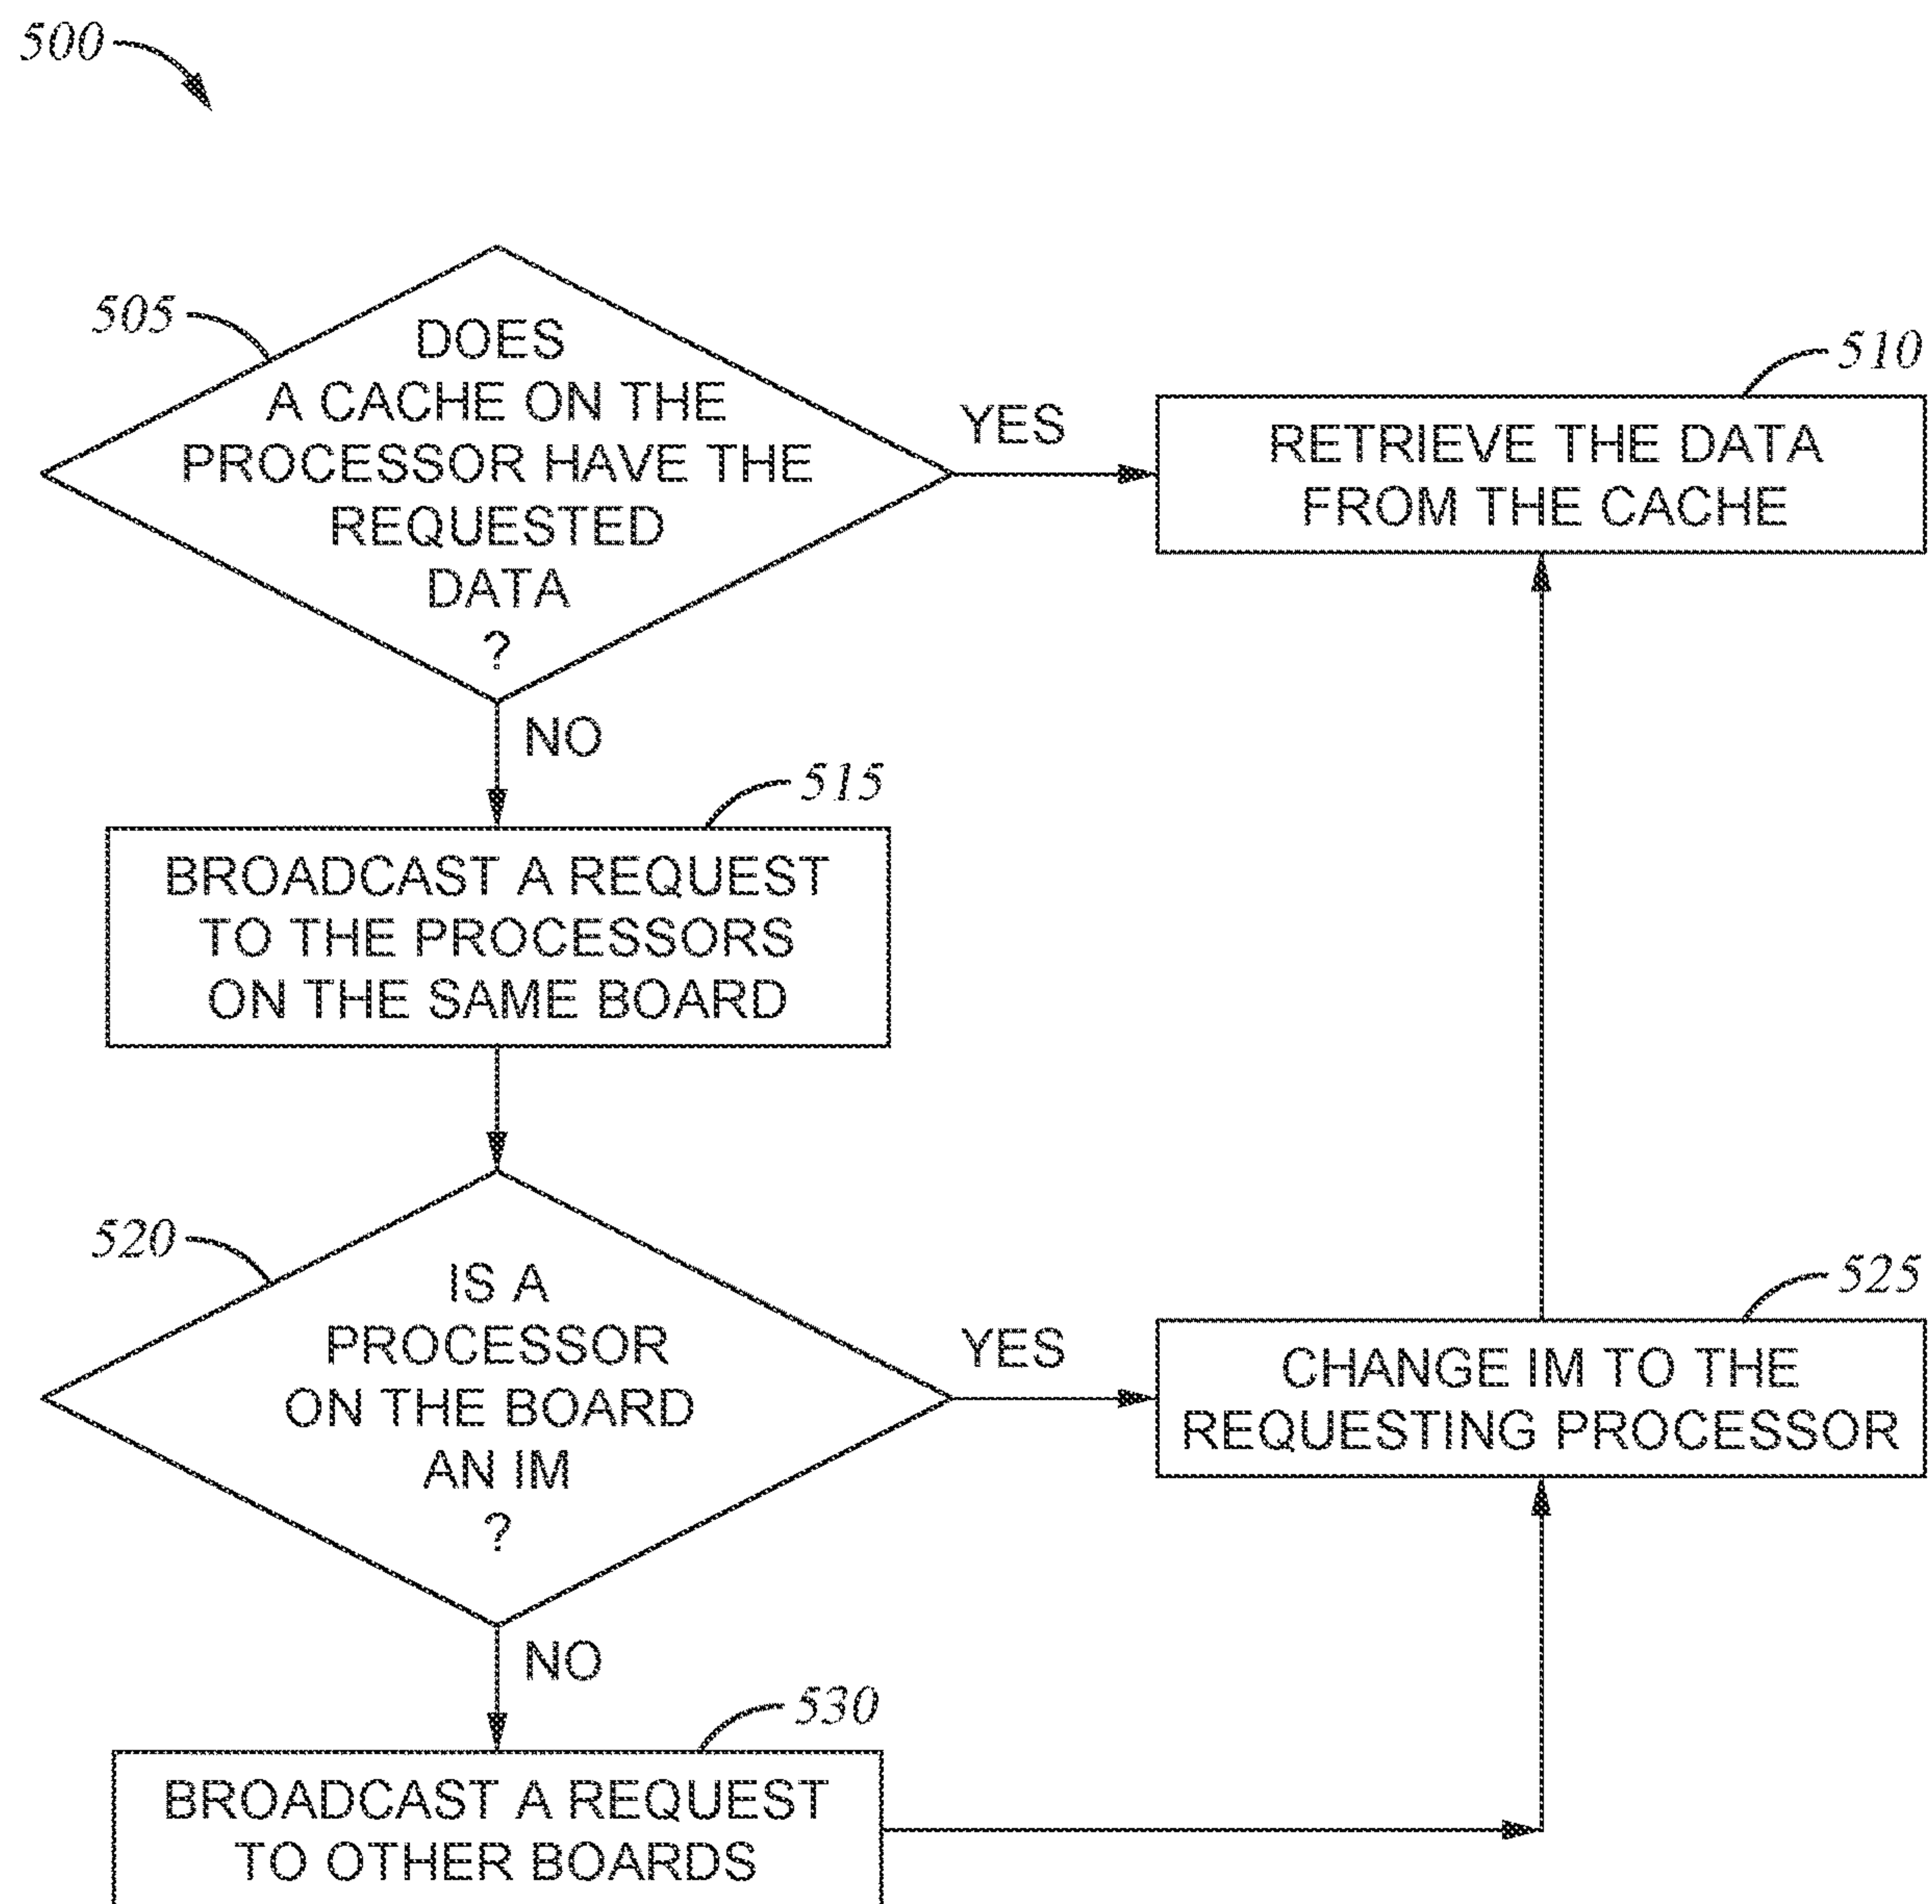 500
505
DOES
A CACHE ON THE
PROCESSOR HAVE THE
REQUESTED
DATA
?
YES
510
RETRIEVE THE DATA
FROM THE CACHE
NO
515
BROADCAST A REQUEST
TO THE PROCESSORS
ON THE SAME BOARD
520
IS A
PROCESSOR
ON THE BOARD
AN IM
?
YES
525
CHANGE IM TO THE
REQUESTING PROCESSOR
NO
530
BROADCAST A REQUEST
TO OTHER BOARDS